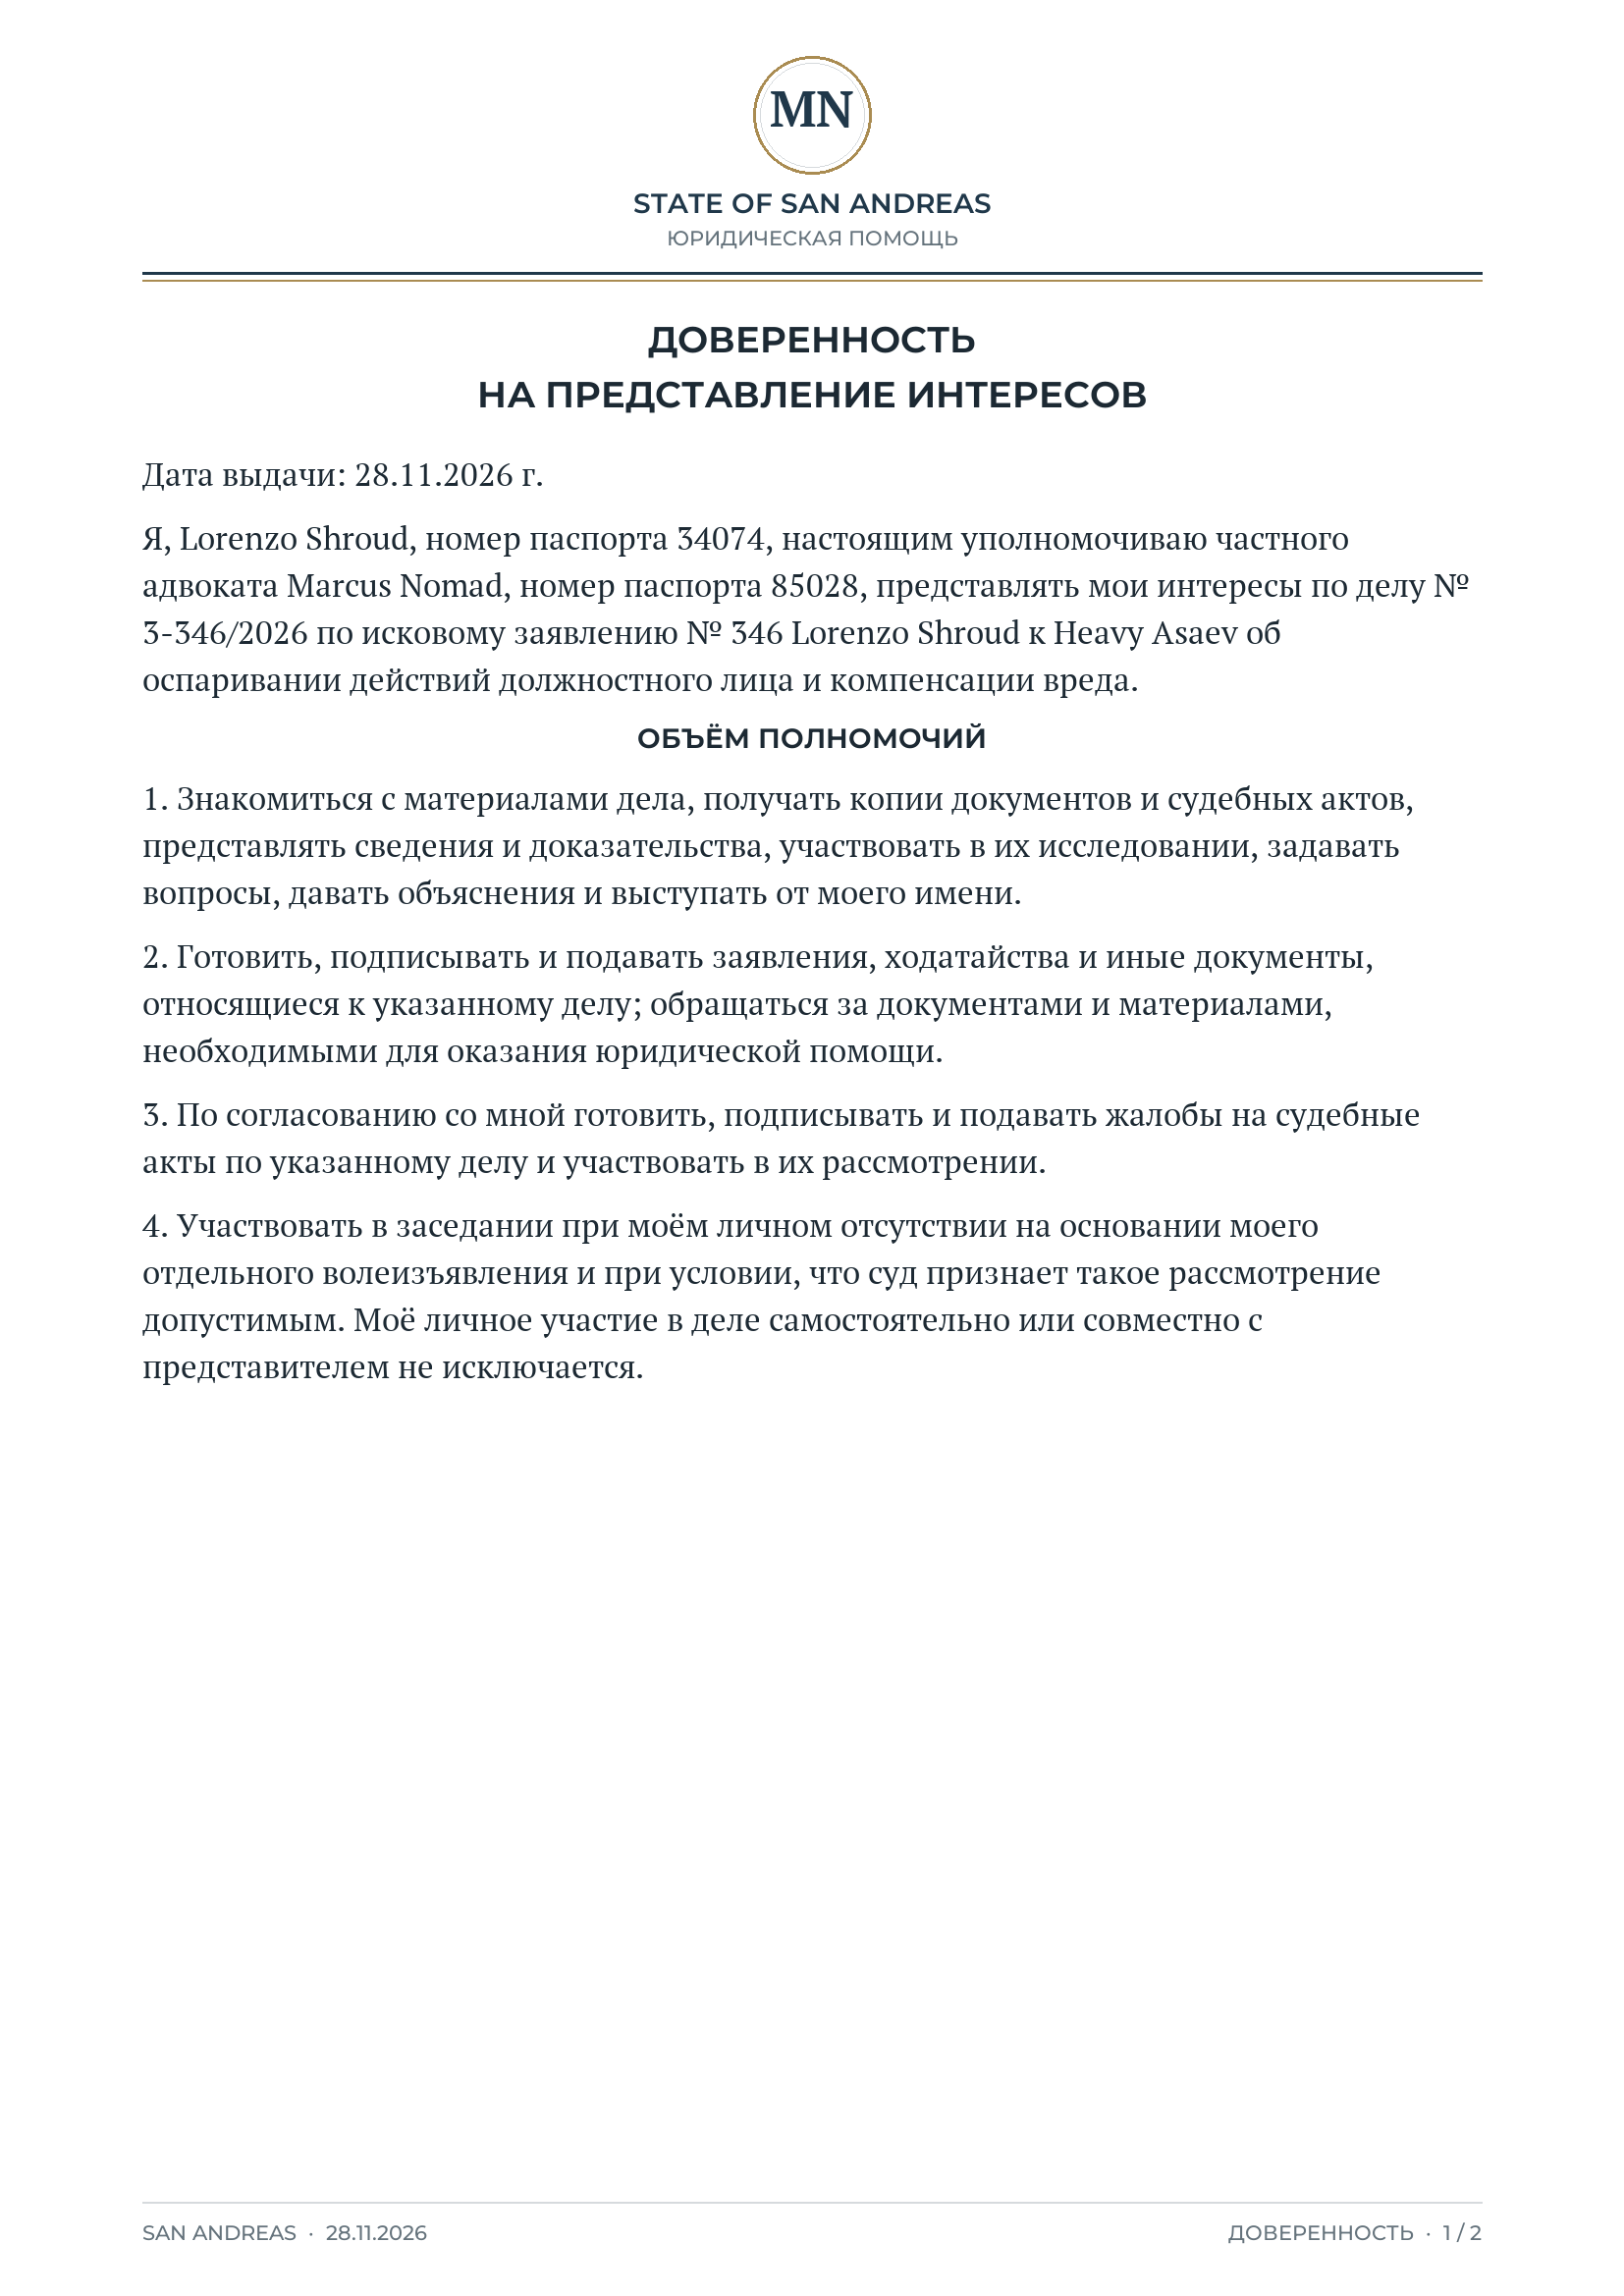 MN
STATE OF SAN ANDREAS
ЮРИДИЧЕСКАЯ ПОМОЩЬ
ДОВЕРЕННОСТЬ
НА ПРЕДСТАВЛЕНИЕ ИНТЕРЕСОВ
Дата выдачи: 28.11.2026 г.
Я, Lorenzo Shroud, номер паспорта 34074, настоящим уполномочиваю частного
адвоката Marcus Nomad, номер паспорта 85028, представлять мои интересы по делу №
3-346/2026 по исковому заявлению № 346 Lorenzo Shroud к Heavy Asaev об
оспаривании действий должностного лица и компенсации вреда.
ОБЪЁМ ПОЛНОМОЧИЙ
1. Знакомиться с материалами дела, получать копии документов и судебных актов,
представлять сведения и доказательства, участвовать в их исследовании, задавать
вопросы, давать объяснения и выступать от моего имени.
2. Готовить, подписывать и подавать заявления, ходатайства и иные документы,
относящиеся к указанному делу; обращаться за документами и материалами,
необходимыми для оказания юридической помощи.
3. По согласованию со мной готовить, подписывать и подавать жалобы на судебные
акты по указанному делу и участвовать в их рассмотрении.
4. Участвовать в заседании при моём личном отсутствии на основании моего
отдельного волеизъявления и при условии, что суд признает такое рассмотрение
допустимым. Моё личное участие в деле самостоятельно или совместно с
представителем не исключается.
SAN ANDREAS · 28.11.2026
ДОВЕРЕННОСТЬ · 1 / 2